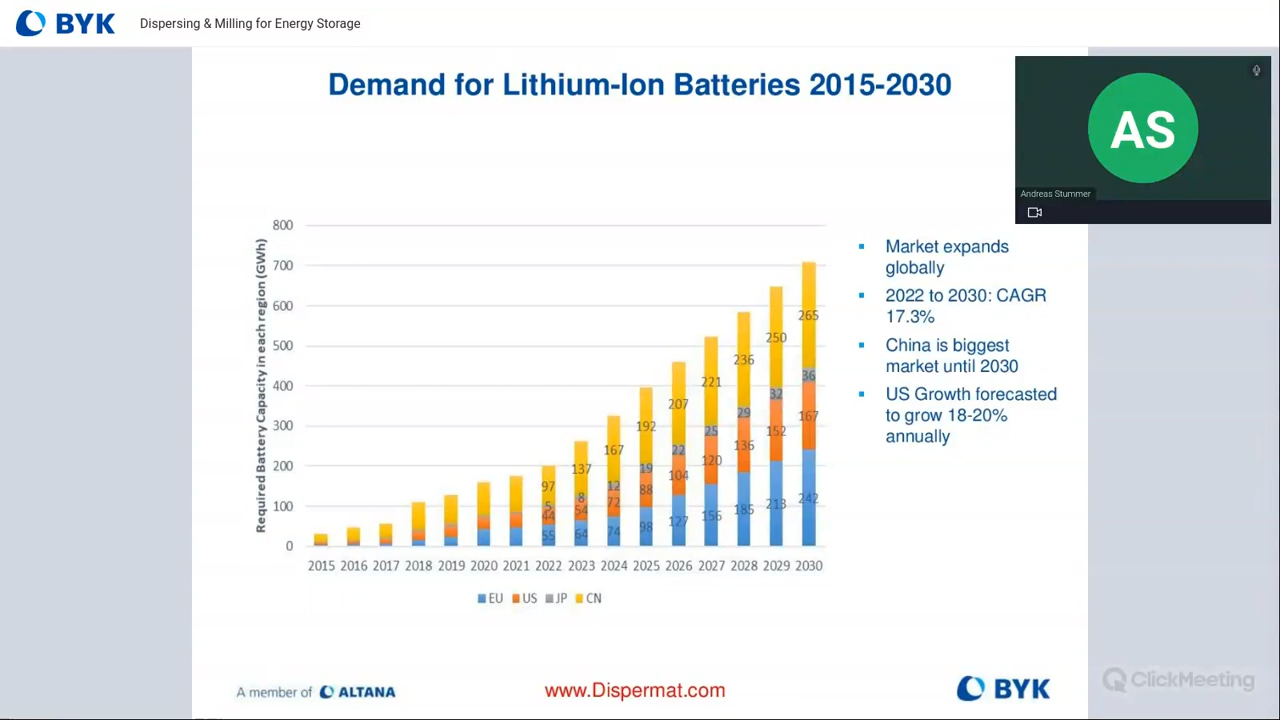 BYK
Dispersing & Milling for Energy Storage
Demand for Lithium-Ion Batteries 2015-2030
AS
Andreas Stummer
Required Battery Capacity in each region (GWh)
800
700
600
500
400
300
200
100
0
97
5
44
55
137
8
54
64
167
12
72
74
192
19
88
98
207
22
104
127
221
25
120
156
236
29
136
185
250
32
152
213
265
36
167
242
2015 2016 2017 2018 2019 2020 2021 2022 2023 2024 2025 2026 2027 2028 2029 2030
EU US JP CN
Market expands
globally
2022 to 2030: CAGR
17.3%
China is biggest
market until 2030
US Growth forecasted
to grow 18-20%
annually
A member of ALTANA
www.Dispermat.com
BYK
ClickMeeting